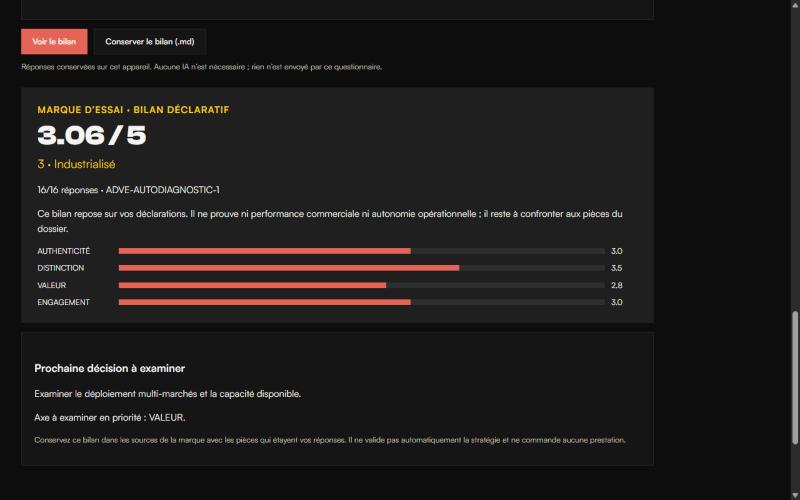 Voir le bilan
Conserver le bilan (.md)
Réponses conservées sur cet appareil. Aucune IA n'est nécessaire ; rien n'est envoyé par ce questionnaire.
MARQUE D'ESSAI · BILAN DÉCLARATIF
3.06 / 5
3 · Industrialisé
16/16 réponses · ADVE-AUTODIAGNOSTIC-1
Ce bilan repose sur vos déclarations. Il ne prouve ni performance commerciale ni autonomie opérationnelle ; il reste à confronter aux pièces du
dossier.
AUTHENTICITÉ 3.0
DISTINCTION 3.5
VALEUR 2.8
ENGAGEMENT 3.0
Prochaine décision à examiner
Examiner le déploiement multi-marchés et la capacité disponible.
Axe à examiner en priorité : VALEUR.
Conservez ce bilan dans les sources de la marque avec les pièces qui étayent vos réponses. Il ne valide pas automatiquement la stratégie et ne commande aucune prestation.